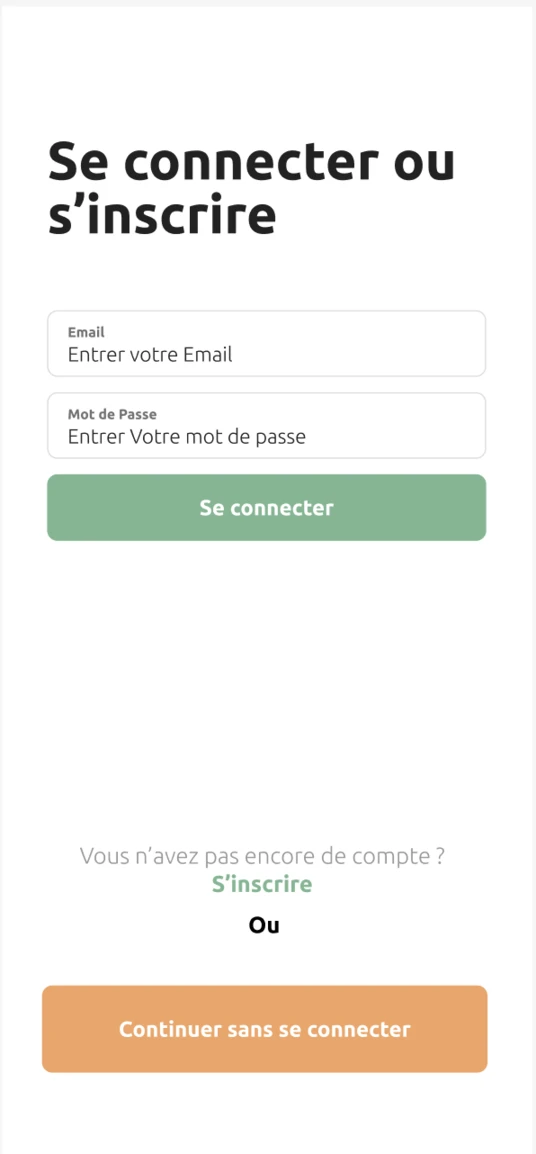 Se connecter ou
s’inscrire
Email
Entrer votre Email
Mot de Passe
Entrer Votre mot de passe
Se connecter
Vous n’avez pas encore de compte ?
S’inscrire
Ou
Continuer sans se connecter